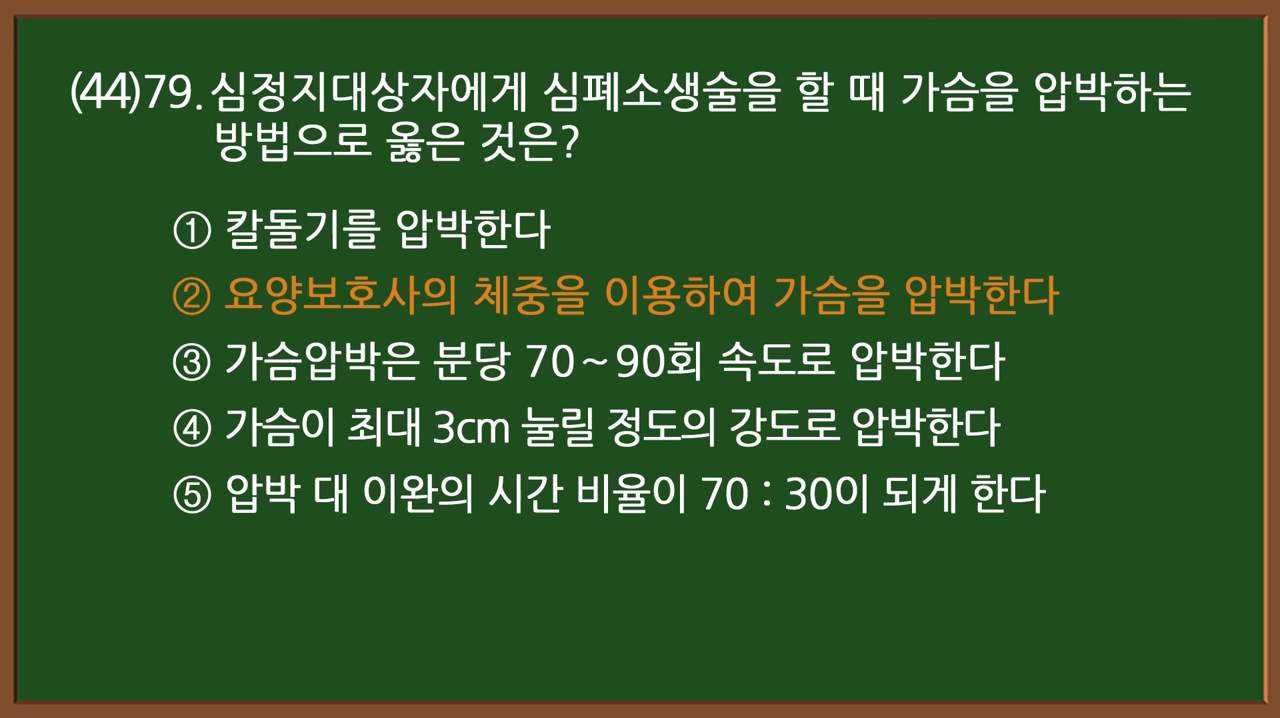 (44)79. 심정지대상자에게 심폐소생술을 할 때 가슴을 압박하는
방법으로 옳은 것은?
① 칼돌기를 압박한다
② 요양보호사의 체중을 이용하여 가슴을 압박한다
③ 가슴압박은 분당 70~90회 속도로 압박한다
④ 가슴이 최대 3cm 눌릴 정도의 강도로 압박한다
⑤ 압박 대 이완의 시간 비율이 70 : 30이 되게 한다